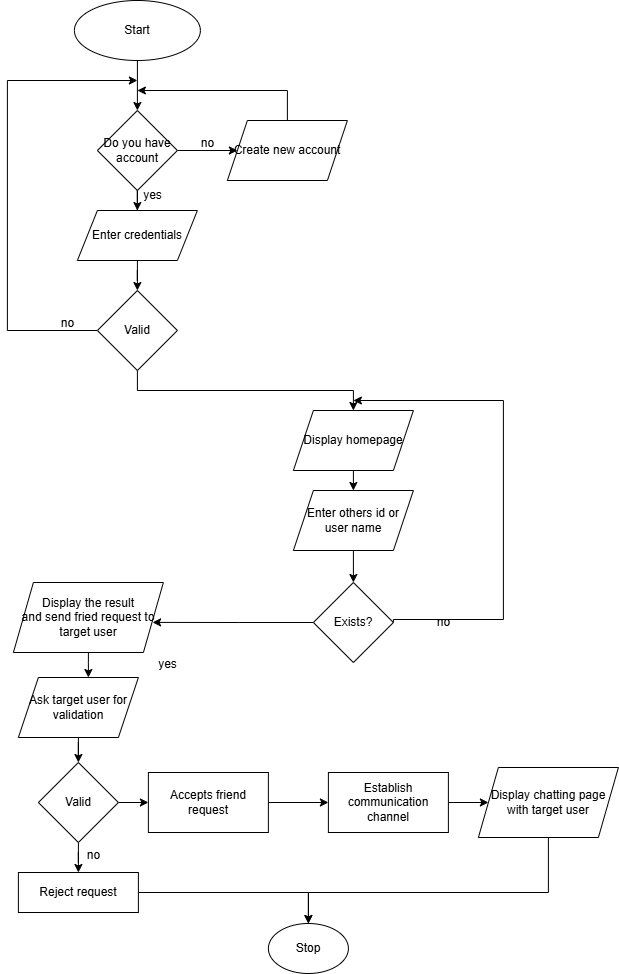 Start
Do you have
account
no
Create new account
yes
Enter credentials
Valid
no
Display homepage
Enter others id or
user name
Exists?
no
Display the result
and send fried request to
target user
yes
Ask target user for
validation
Valid
Accepts friend
request
Establish
communication
channel
Display chatting page
with target user
no
Reject request
Stop